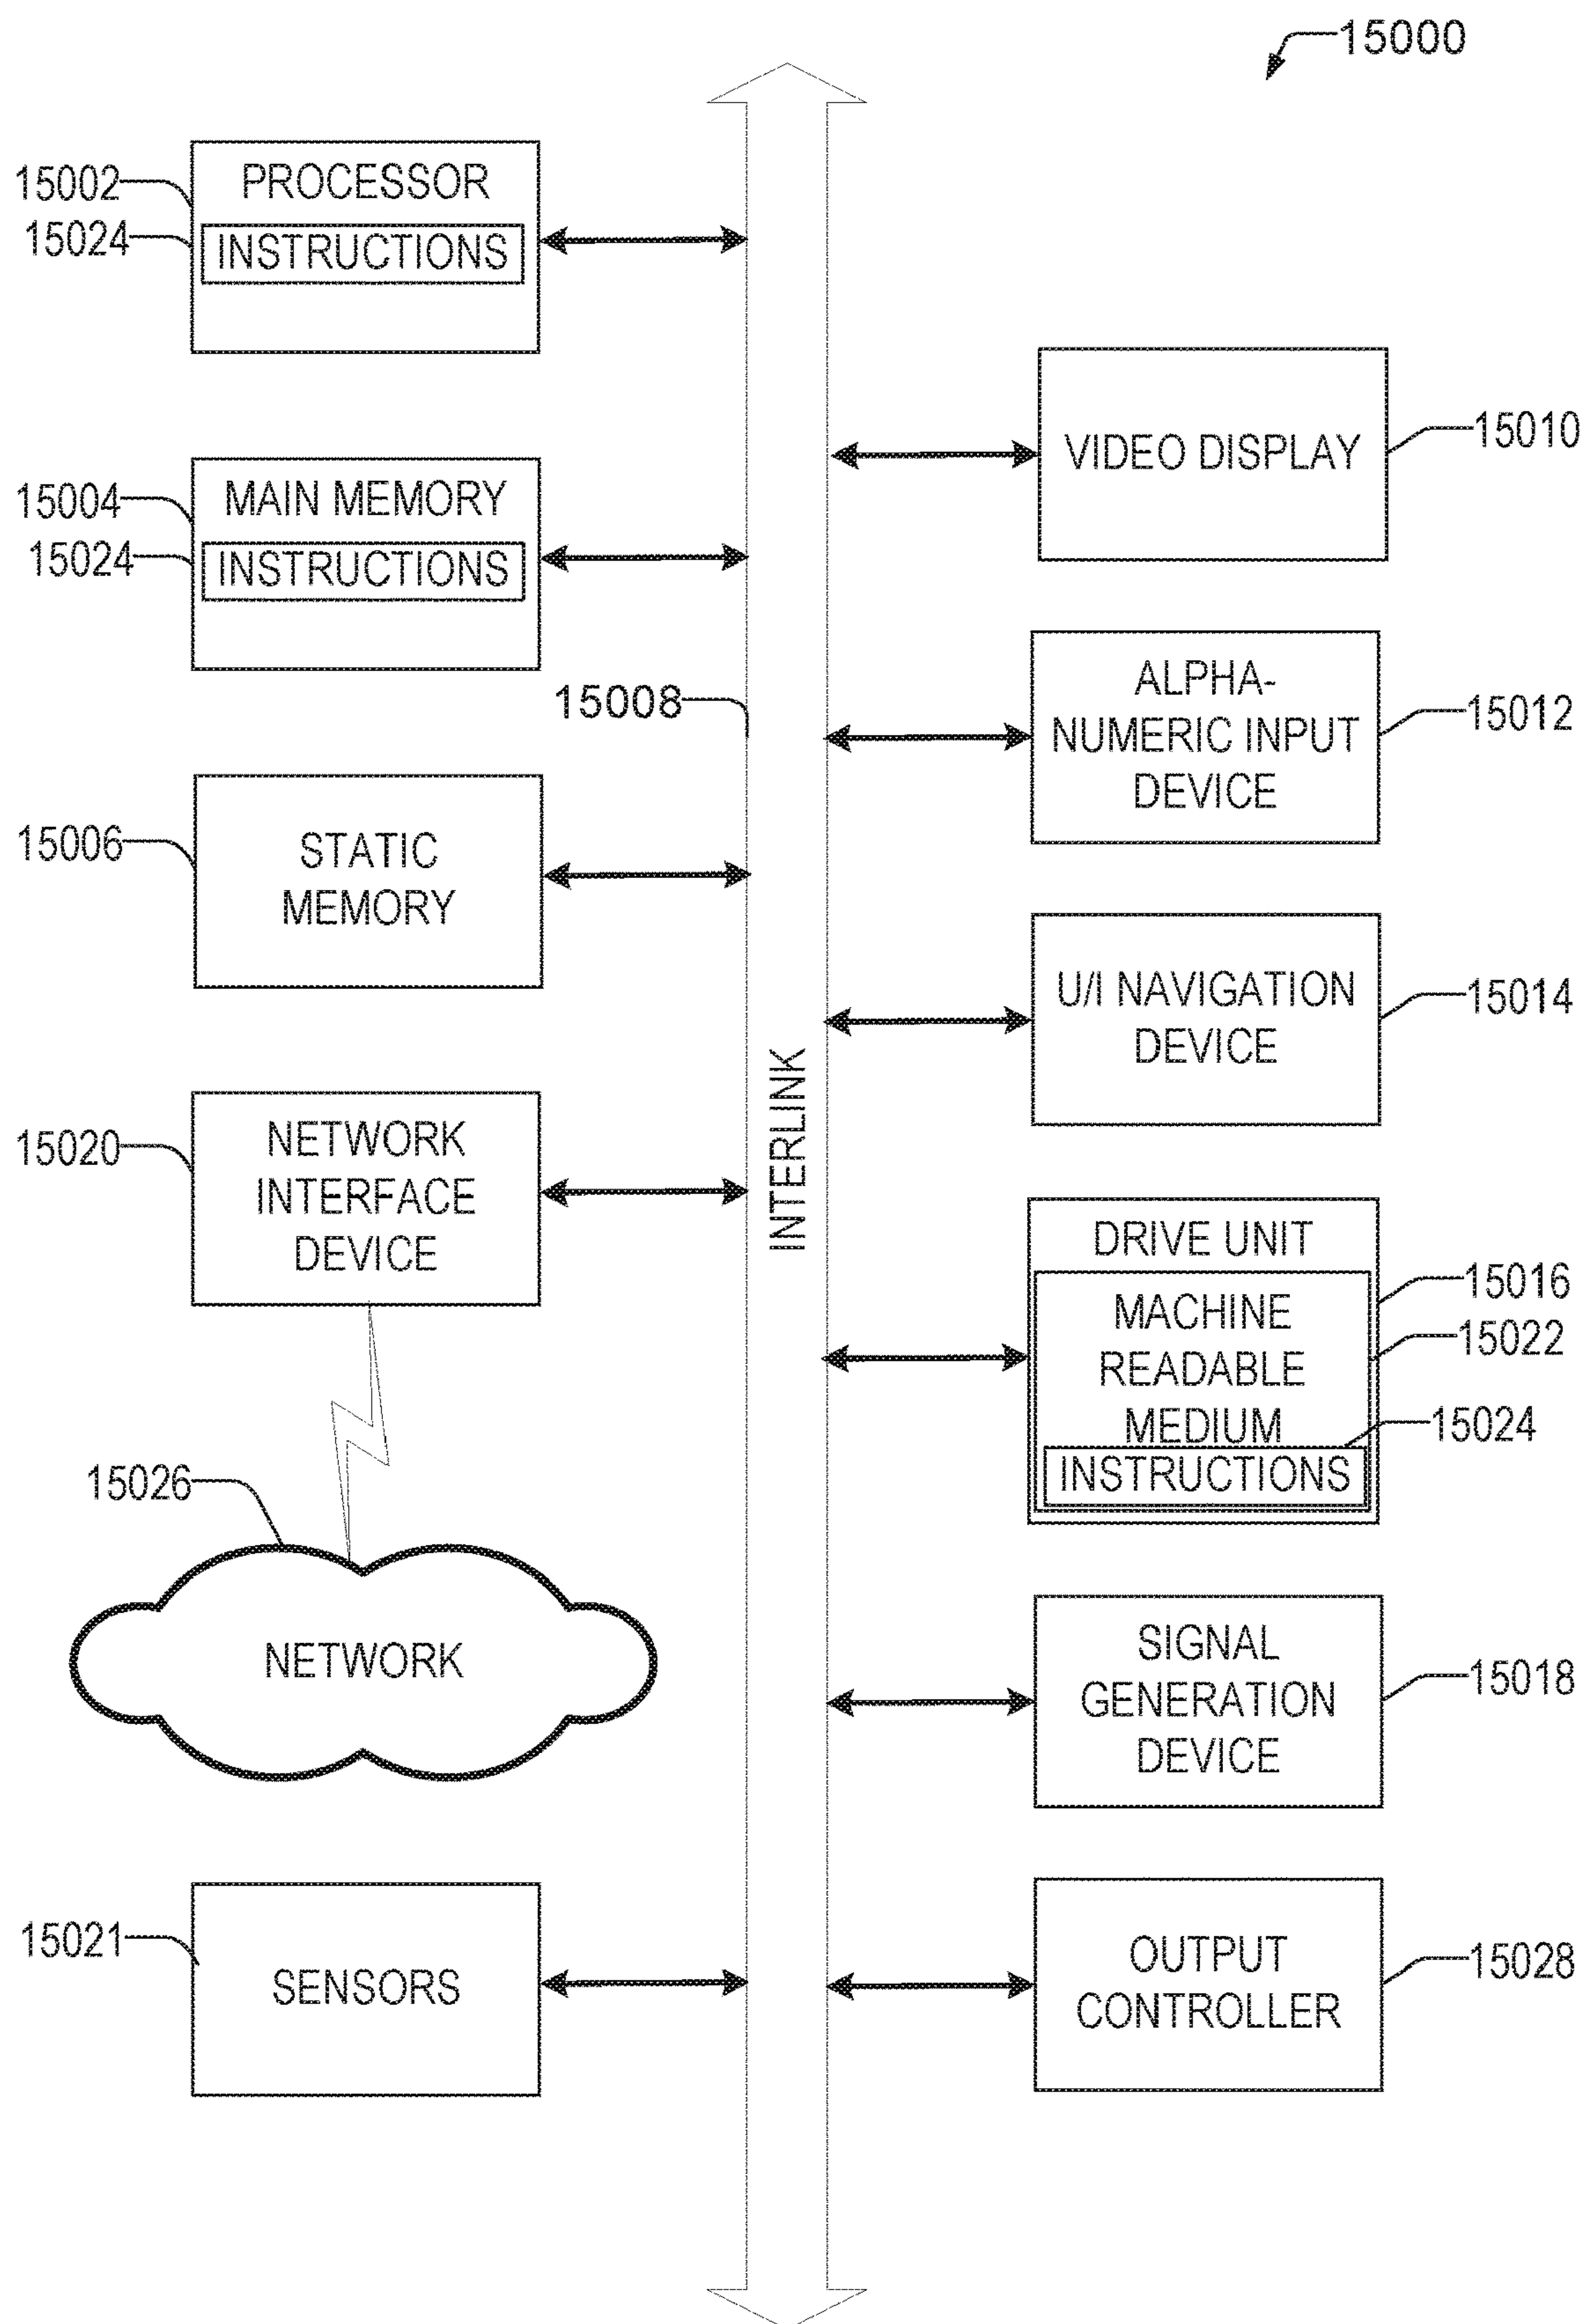 15000
15002
PROCESSOR
15024
INSTRUCTIONS
15004
MAIN MEMORY
15024
INSTRUCTIONS
15008
15006
STATIC
MEMORY
15020
NETWORK
INTERFACE
DEVICE
15026
NETWORK
15021
SENSORS
INTERLINK
VIDEO DISPLAY
15010
ALPHA-
NUMERIC INPUT
DEVICE
15012
U/I NAVIGATION
DEVICE
15014
DRIVE UNIT
15016
MACHINE
READABLE
MEDIUM
15022
15024
INSTRUCTIONS
SIGNAL
GENERATION
DEVICE
15018
OUTPUT
CONTROLLER
15028